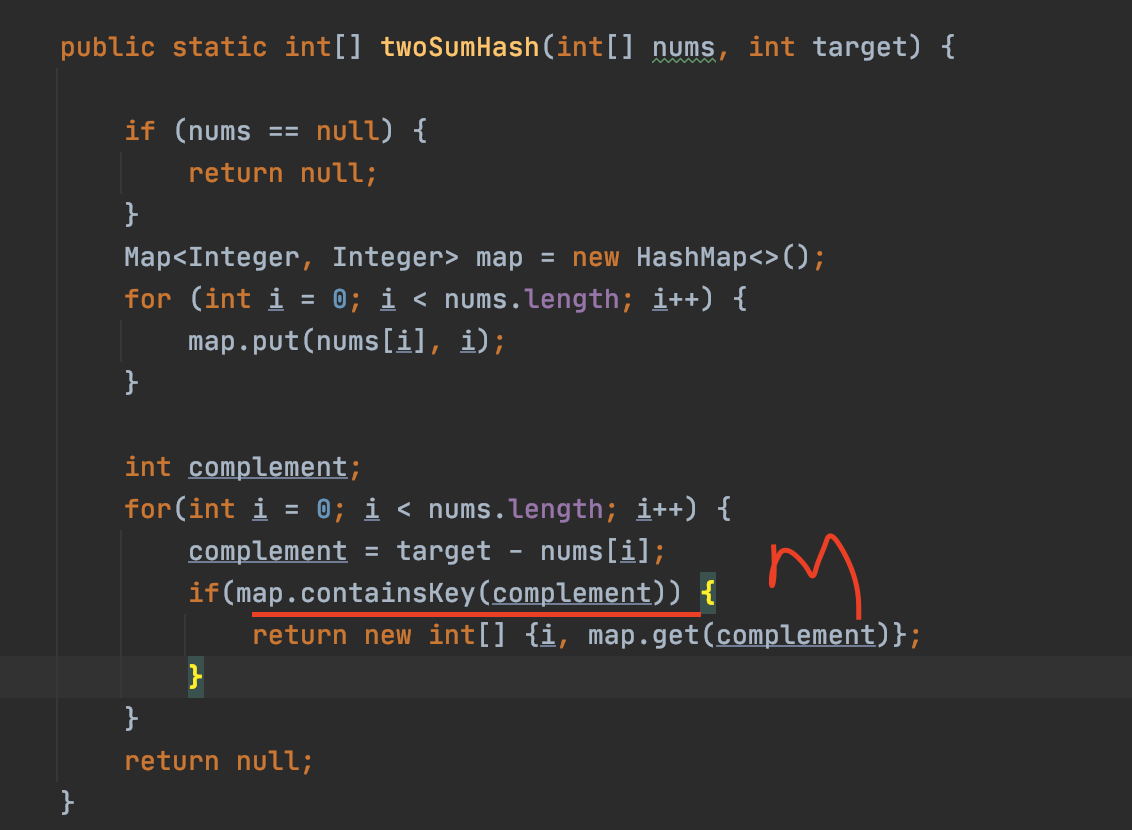 public static int[] twoSumHash(int[] nums, int target) {
if (nums == null) {
return null;
}
Map<Integer, Integer> map = new HashMap<>();
for (int i = 0; i < nums.length; i++) {
map.put(nums[i], i);
}
int complement;
for(int i = 0; i < nums.length; i++) {
complement = target - nums[i];
if(map.containsKey(complement)) {
m
return new int[] {i, map.get(complement)};
}
}
return null;
}